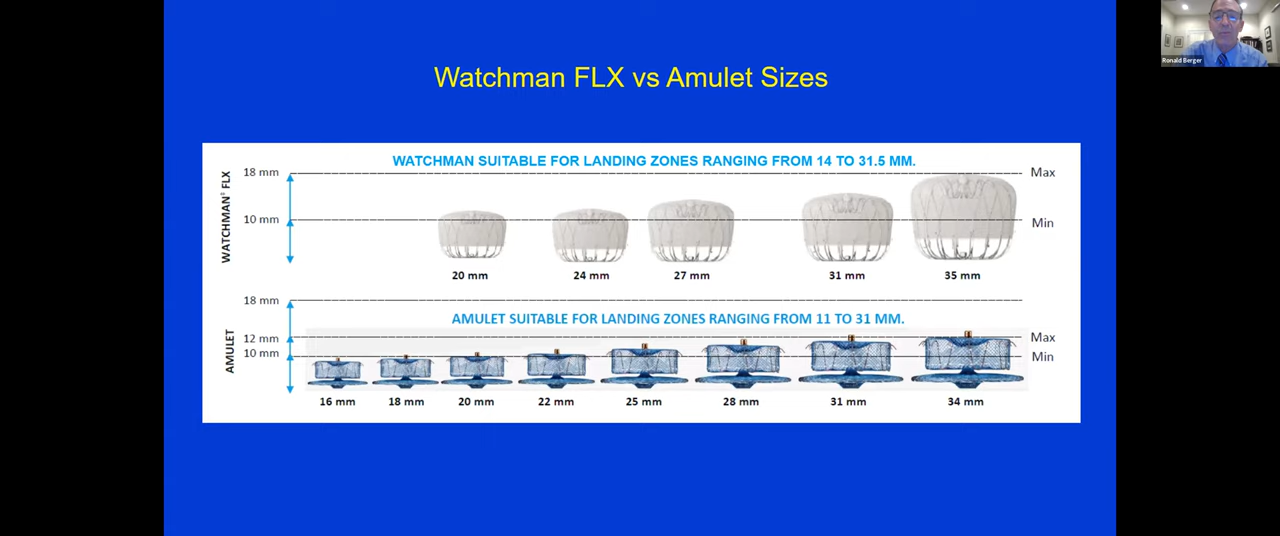 Ronald Berger
Watchman FLX vs Amulet Sizes
WATCHMAN SUITABLE FOR LANDING ZONES RANGING FROM 14 TO 31.5 MM.
WATCHMAN® FLX
18 mm
Max
10 mm
Min
20 mm 24 mm 27 mm 31 mm 35 mm
AMULET
18 mm
AMULET SUITABLE FOR LANDING ZONES RANGING FROM 11 TO 31 MM.
12 mm
Max
10 mm
Min
16 mm 18 mm 20 mm 22 mm 25 mm 28 mm 31 mm 34 mm